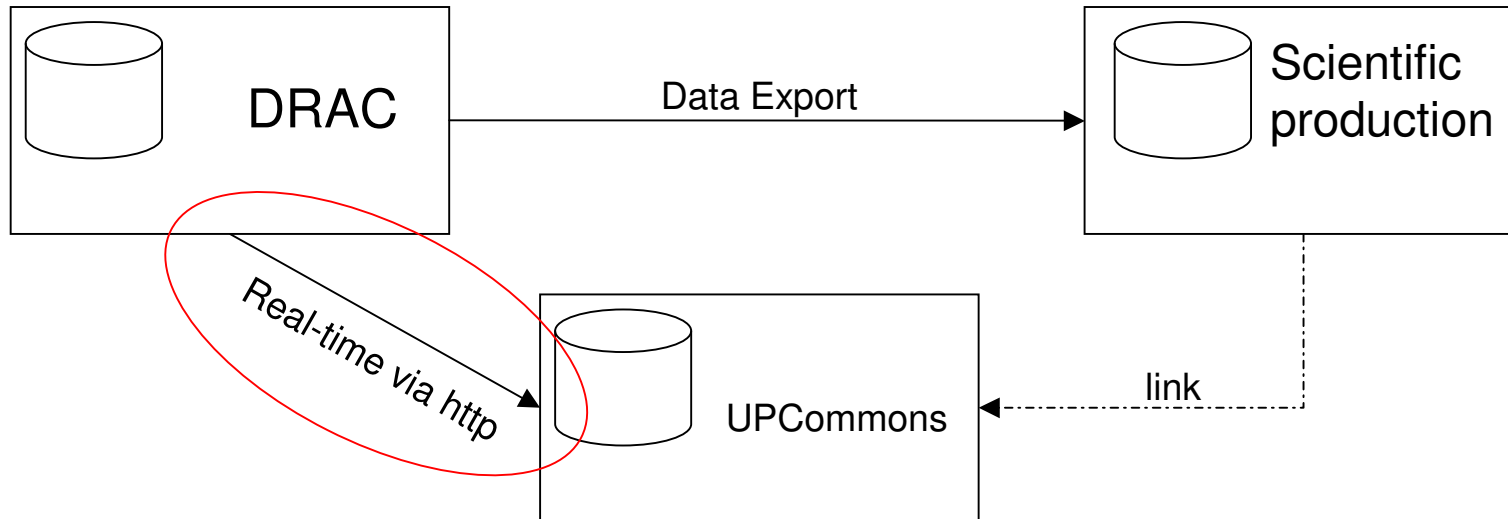 DRAC
Data Export
Scientific
production
Real-time via http
UPCommons
link